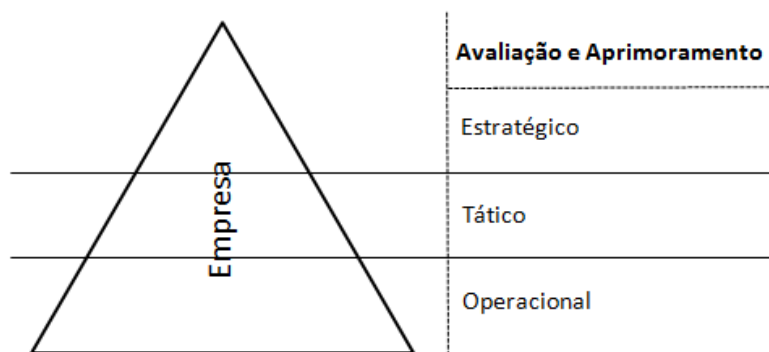 Avaliação e Aprimoramento
Estratégico
Empresa
Tático
Operacional